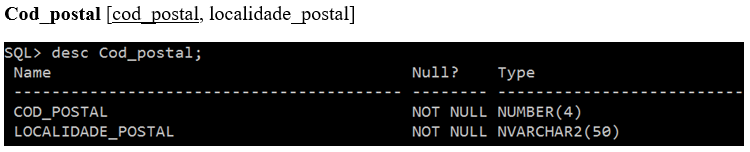 Cod_postal [cod_postal, localidade_postal]
SQL> desc Cod_postal;
Name Null? Type
----------------------------------------- -------- ----------------------------
COD_POSTAL NOT NULL NUMBER(4)
LOCALIDADE_POSTAL NOT NULL NVARCHAR2(50)